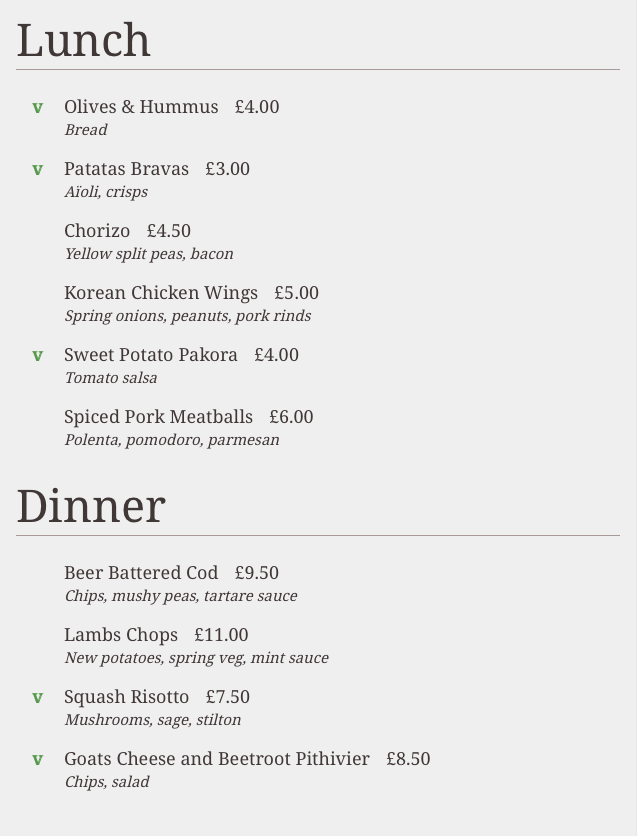 Lunch
v Olives & Hummus £4.00
Bread
v Patatas Bravas £3.00
Aïoli, crisps
Chorizo £4.50
Yellow split peas, bacon
Korean Chicken Wings £5.00
Spring onions, peanuts, pork rinds
v Sweet Potato Pakora £4.00
Tomato salsa
Spiced Pork Meatballs £6.00
Polenta, pomodoro, parmesan
Dinner
Beer Battered Cod £9.50
Chips, mushy peas, tartare sauce
Lambs Chops £11.00
New potatoes, spring veg, mint sauce
v Squash Risotto £7.50
Mushrooms, sage, stilton
v Goats Cheese and Beetroot Pithivier £8.50
Chips, salad